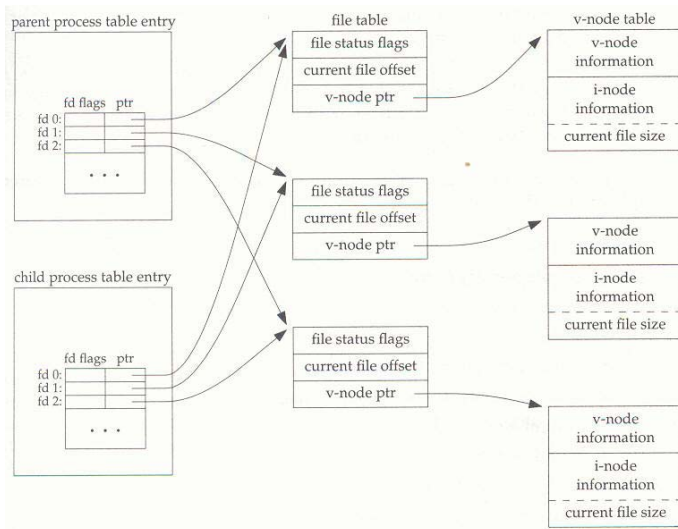 parent process table entry
fd flags ptr
fd 0:
fd 1:
fd 2:
• • •
child process table entry
fd flags ptr
fd 0:
fd 1:
fd 2:
• • •
file table
file status flags
current file offset
v-node ptr
file status flags
current file offset
v-node ptr
file status flags
current file offset
v-node ptr
v-node table
v-node
information
i-node
information
current file size
v-node
information
i-node
information
current file size
v-node
information
i-node
information
current file size